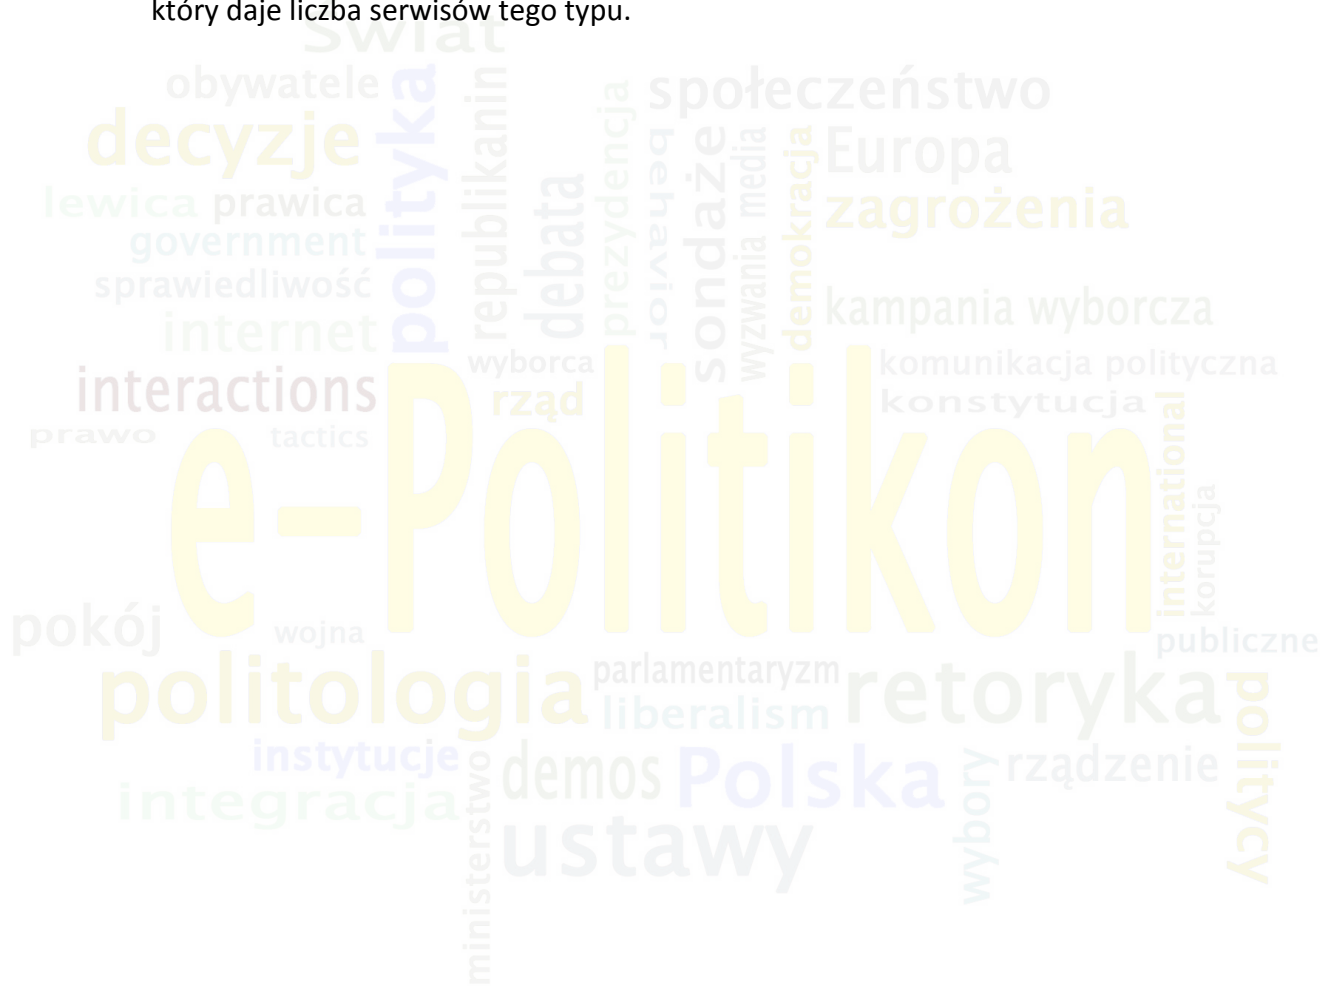 który daje liczba serwisów tego typu.
świat
obywatele
polityka
republikanin
prezydencja
społeczeństwo
decyzje
behavior
sondaże
media
demokracja
Europa
lewica
prawica
debata
zagrożenia
government
wyzwania
sprawiedliwość
internet
kampania wyborcza
wyborca
komunikacja polityczna
interactions
rząd
konstytucja
prawo
tactics
international
e-Politikon
korupcja
pokój
wojna
publiczne
politologia
parlamentaryzm
retoryka
liberalism
politycy
instytucje
demos
Polska
wybory
rządzenie
integracja
ministerstwo
ustawy